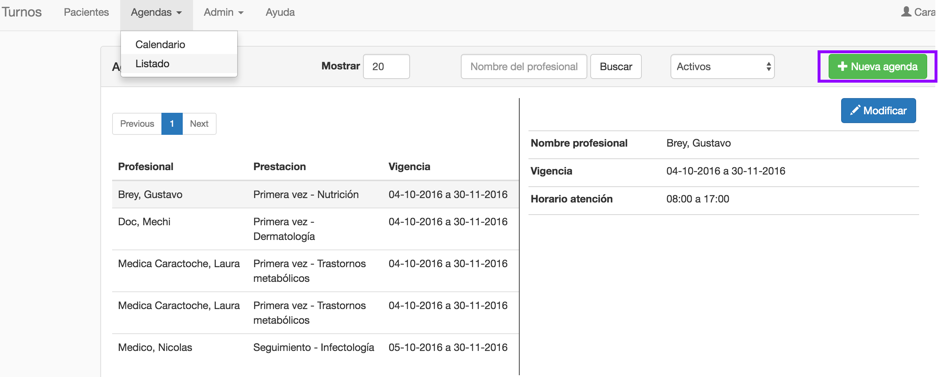 Turnos Pacientes Agendas Admin Ayuda Cara
Calendario
Listado
Mostrar 20 Nombre del profesional Buscar Activos Nueva agenda
Modificar
Previous 1 Next
Nombre profesional Brey, Gustavo
Vigencia 04-10-2016 a 30-11-2016
Horario atención 08:00 a 17:00
Profesional Prestacion Vigencia
Brey, Gustavo Primera vez - Nutrición 04-10-2016 a 30-11-2016
Doc, Mechi Primera vez - 04-10-2016 a 30-11-2016
Dermatología
Medica Caractoche, Laura Primera vez - Trastornos 04-10-2016 a 30-11-2016
metabólicos
Medica Caractoche, Laura Primera vez - Trastornos 04-10-2016 a 30-11-2016
metabólicos
Medico, Nicolas Seguimiento - Infectología 05-10-2016 a 30-11-2016